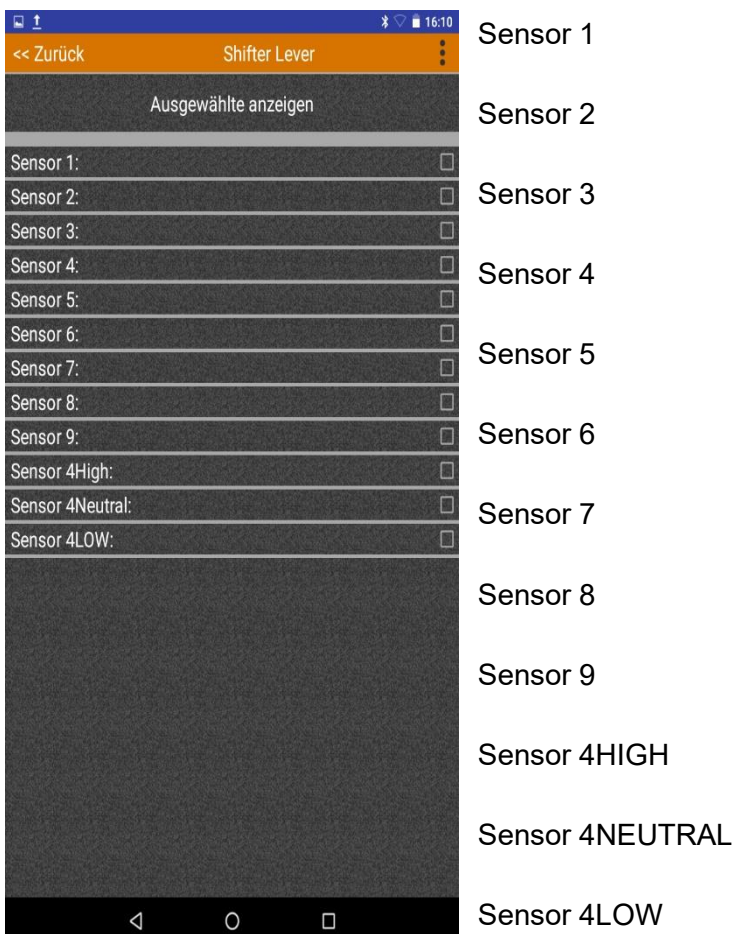 16:10
<< Zurück Shifter Lever
Ausgewählte anzeigen
Sensor 1:
Sensor 2:
Sensor 3:
Sensor 4:
Sensor 5:
Sensor 6:
Sensor 7:
Sensor 8:
Sensor 9:
Sensor 4High:
Sensor 4Neutral:
Sensor 4LOW:
Sensor 1
Sensor 2
Sensor 3
Sensor 4
Sensor 5
Sensor 6
Sensor 7
Sensor 8
Sensor 9
Sensor 4HIGH
Sensor 4NEUTRAL
Sensor 4LOW